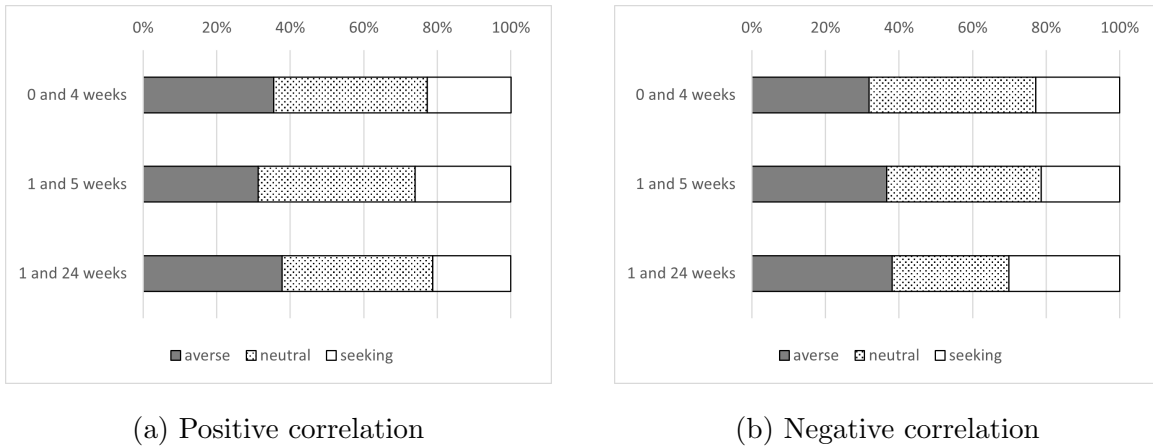 0% 20% 40% 60% 80% 100%
0 and 4 weeks
1 and 5 weeks
1 and 24 weeks
averse neutral seeking
(a) Positive correlation
0% 20% 40% 60% 80% 100%
0 and 4 weeks
1 and 5 weeks
1 and 24 weeks
averse neutral seeking
(b) Negative correlation